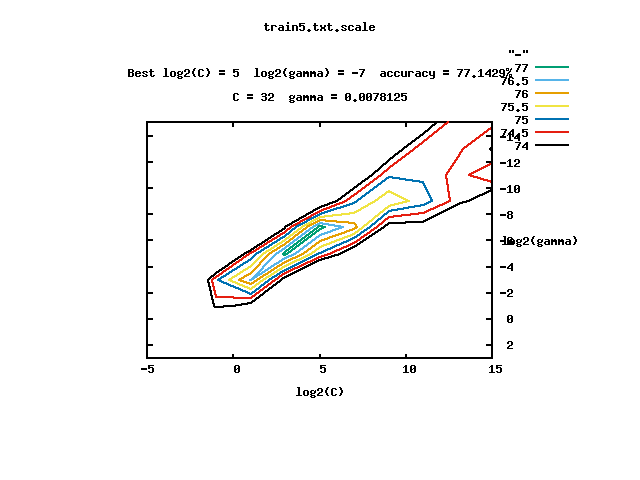 train5.txt.scale
"-"
Best log2(C) = 5  log2(gamma) = -7  accuracy = 77.1429%
77
76.5
C = 32  gamma = 0.0078125
76
75.5
75
74.5
-14
74
-12
-10
-8
-6
log2(gamma)
-4
-2
0
2
-5 0 5 10 15
log2(C)